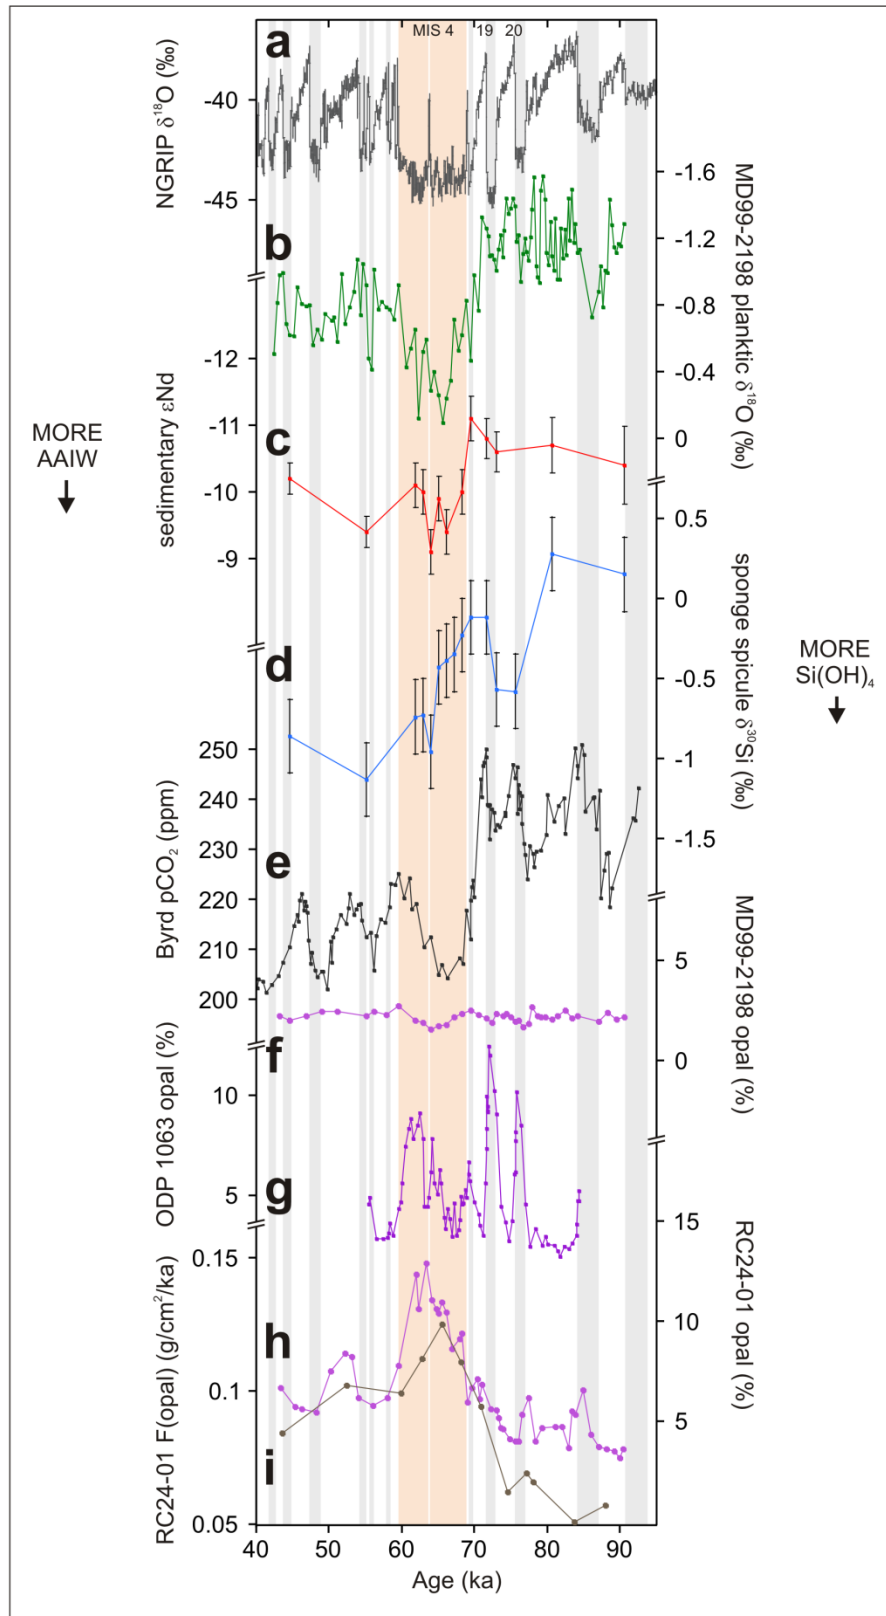 MIS 4 19 20
a
NGRIP δ¹⁸O (‰)
-40
-45
-1.6
-1.2
-0.8
-0.4
0
MD99-2198 planktic δ¹⁸O (‰)
b
sedimentary εNd
-12
-11
-10
-9
MORE
AAIW
c
0.5
0
-0.5
-1
-1.5
sponge spicule δ³⁰Si (‰)
MORE
Si(OH)₄
d
Byrd pCO₂ (ppm)
250
240
230
220
210
200
e
5
0
MD99-2198 opal (%)
f
ODP 1063 opal (%)
10
5
g
15
10
5
RC24-01 opal (%)
h
RC24-01 F(opal) (g/cm²/ka)
0.15
0.1
0.05
i
40 50 60 70 80 90
Age (ka)